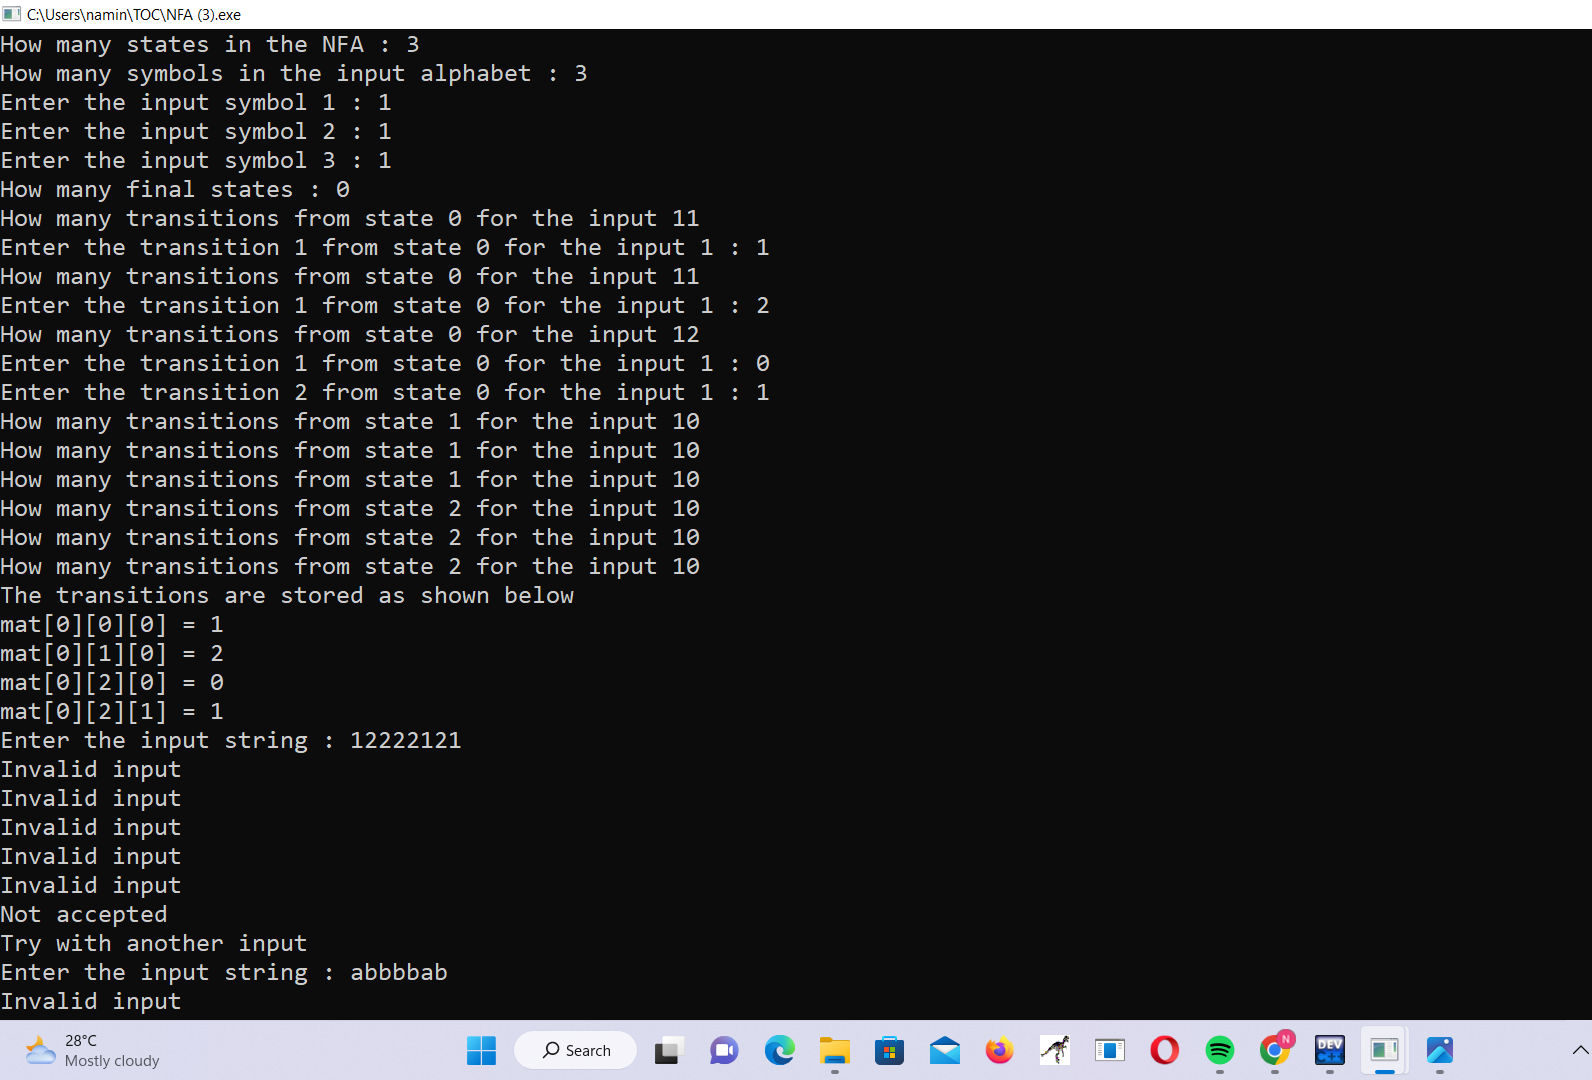 C:\Users\namin\TOC\NFA (3).exe
How many states in the NFA : 3
How many symbols in the input alphabet : 3
Enter the input symbol 1 : 1
Enter the input symbol 2 : 1
Enter the input symbol 3 : 1
How many final states : 0
How many transitions from state 0 for the input 11
Enter the transition 1 from state 0 for the input 1 : 1
How many transitions from state 0 for the input 11
Enter the transition 1 from state 0 for the input 1 : 2
How many transitions from state 0 for the input 12
Enter the transition 1 from state 0 for the input 1 : 0
Enter the transition 2 from state 0 for the input 1 : 1
How many transitions from state 1 for the input 10
How many transitions from state 1 for the input 10
How many transitions from state 1 for the input 10
How many transitions from state 2 for the input 10
How many transitions from state 2 for the input 10
How many transitions from state 2 for the input 10
The transitions are stored as shown below
mat[0][0][0] = 1
mat[0][1][0] = 2
mat[0][2][0] = 0
mat[0][2][1] = 1
Enter the input string : 12222121
Invalid input
Invalid input
Invalid input
Invalid input
Invalid input
Not accepted
Try with another input
Enter the input string : abbbbab
Invalid input
28°C
Mostly cloudy
Search
N
DEV
C++